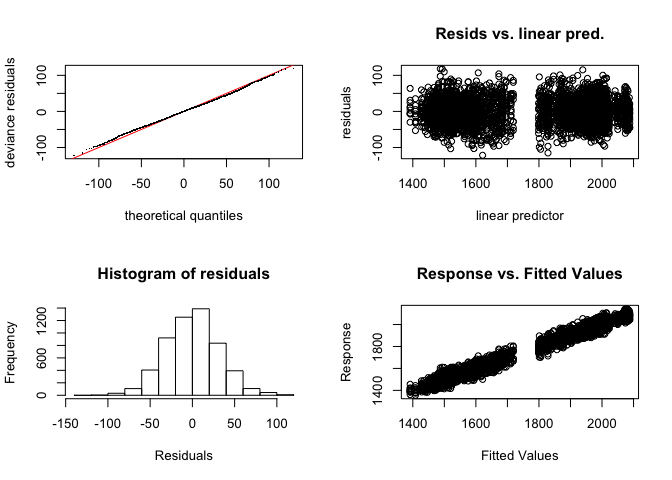 deviance residuals
-100 0 100
-100 -50 0 50 100
theoretical quantiles
Resids vs. linear pred.
residuals
-100 0 100
1400 1600 1800 2000
linear predictor
Histogram of residuals
Frequency
0 600 1200
-150 -100 -50 0 50 100
Residuals
Response vs. Fitted Values
Response
1400 1800
1400 1600 1800 2000
Fitted Values